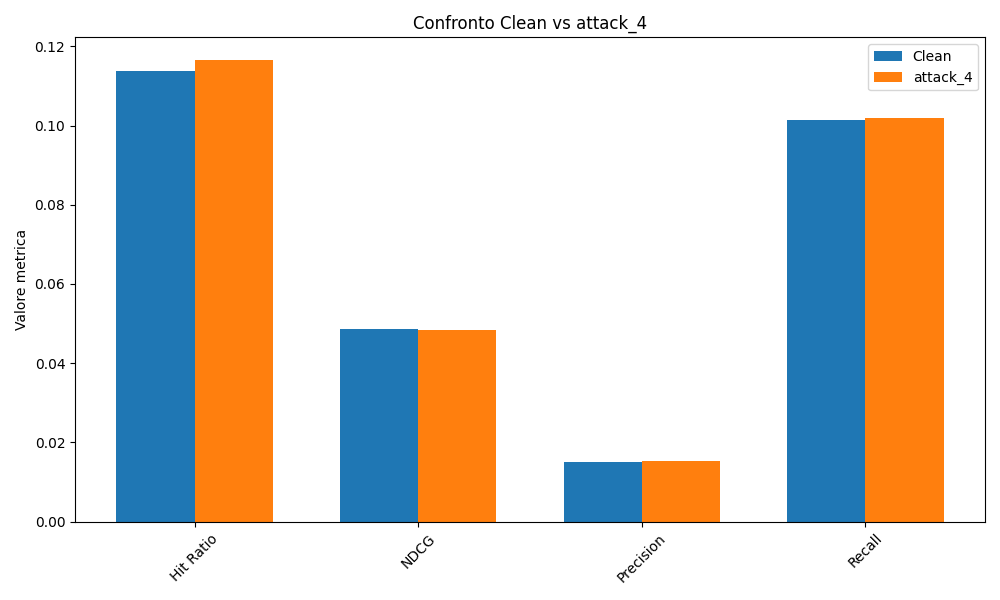 Confronto Clean vs attack_4
Clean
attack_4
Valore metrica
0.12
0.10
0.08
0.06
0.04
0.02
0.00
Hit Ratio
NDCG
Precision
Recall